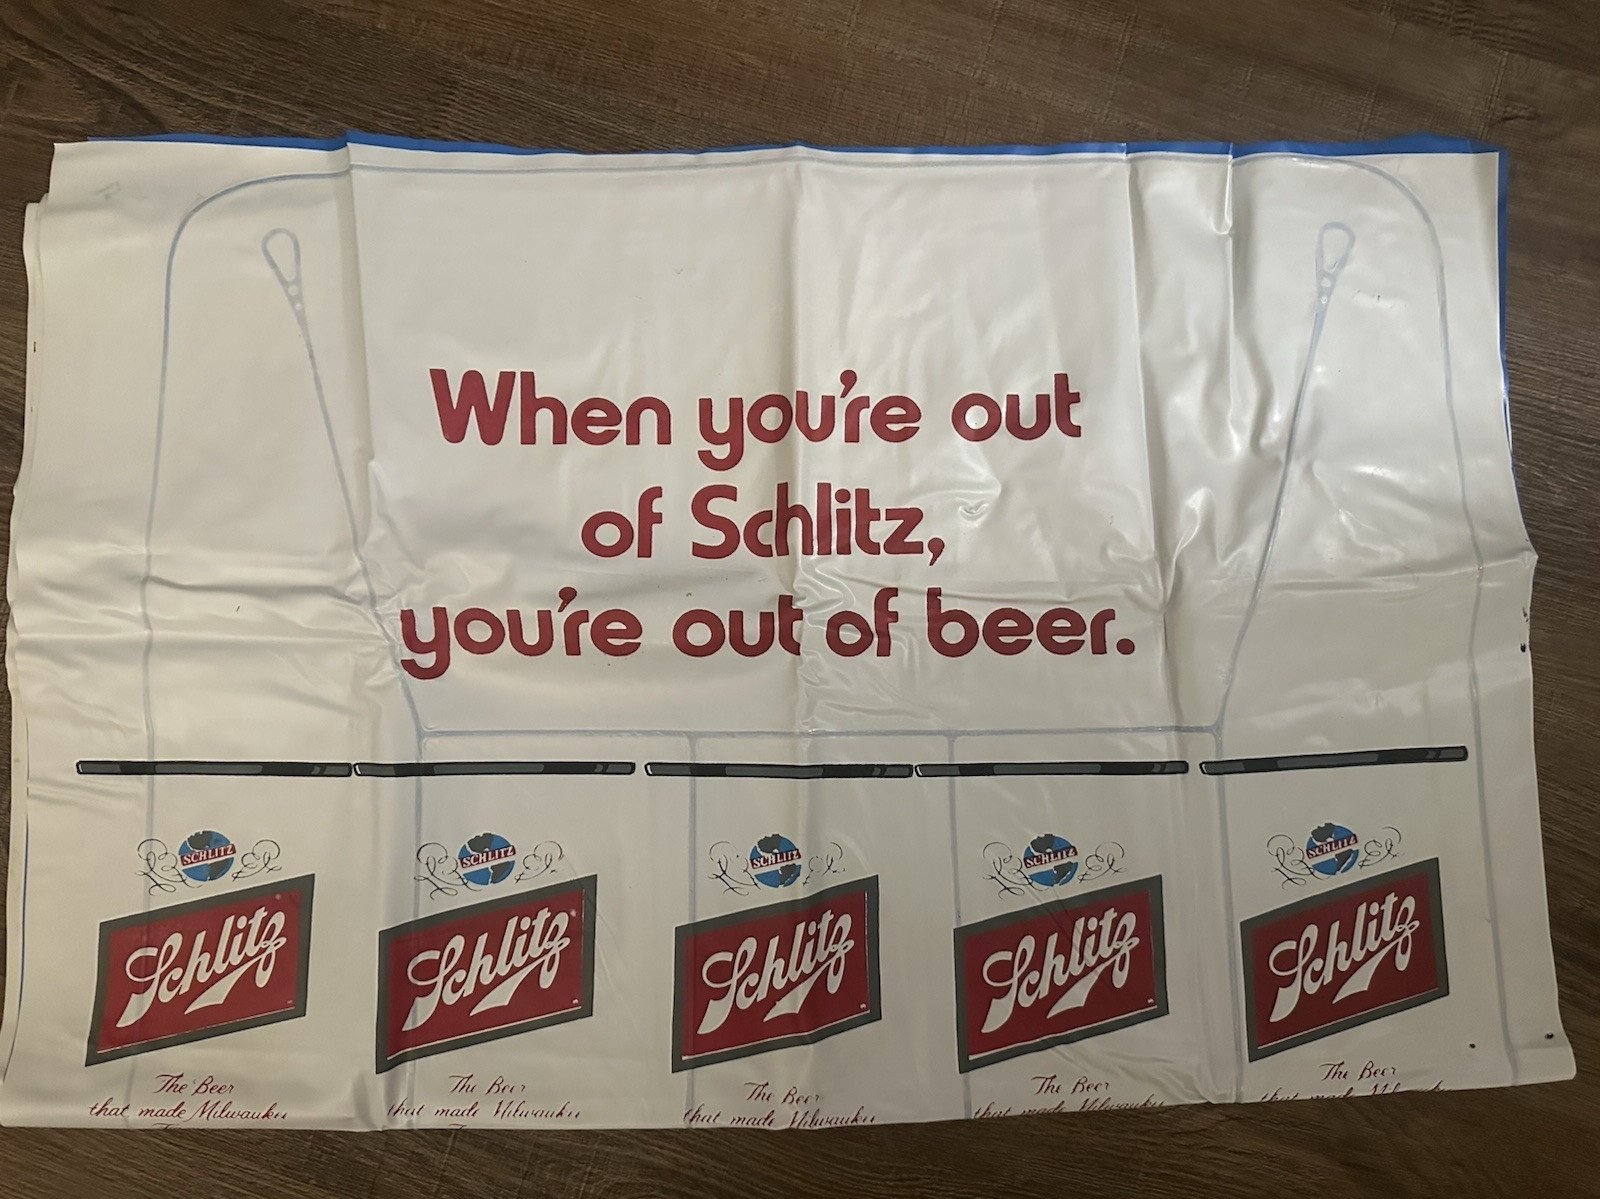 When you're out
of Schlitz,
you're out of beer.
SCHLITZ
SCHLITZ
SCHLITZ
SCHLITZ
SCHLITZ
Schlitz
Schlitz
Schlitz
Schlitz
Schlitz
The Beer
that made Milwaukee
The Beer
that made Milwaukee
The Beer
that made Milwaukee
The Beer
that made Milwaukee
The Beer
that made